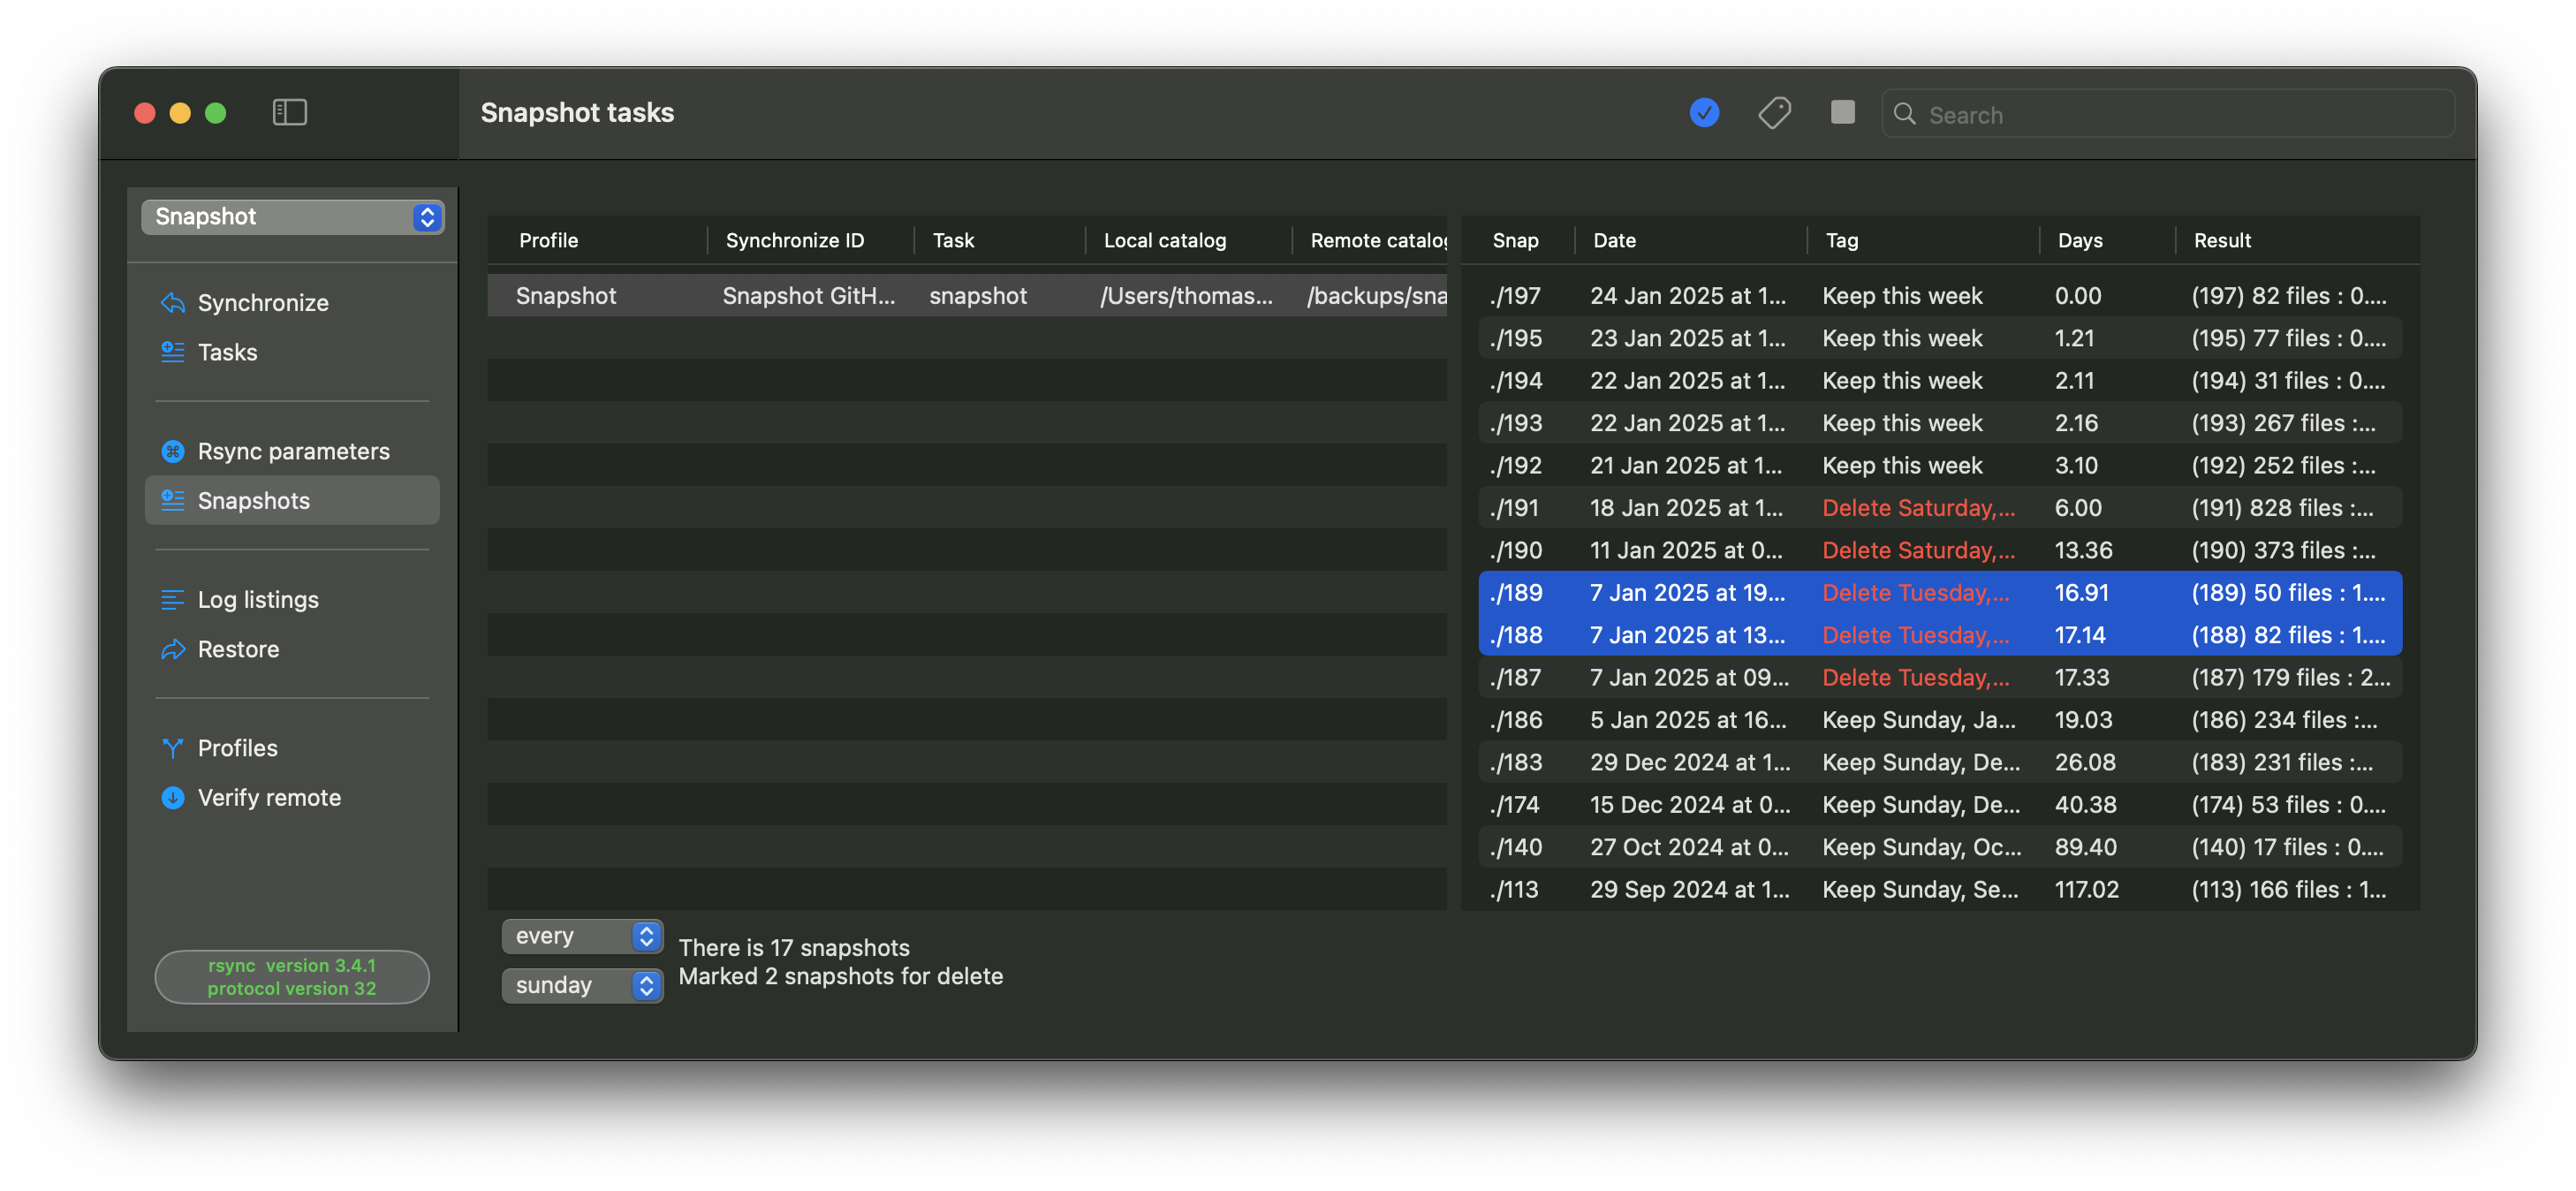 Snapshot tasks
Search
Snapshot
Synchronize
Tasks
Rsync parameters
Snapshots
Log listings
Restore
Profiles
Verify remote
rsync version 3.4.1
protocol version 32
Profile Synchronize ID Task Local catalog Remote catalog
Snapshot Snapshot GitH... snapshot /Users/thomas... /backups/sna
every
sunday
There is 17 snapshots
Marked 2 snapshots for delete
Snap Date Tag Days Result
./197 24 Jan 2025 at 1... Keep this week 0.00 (197) 82 files : 0....
./195 23 Jan 2025 at 1... Keep this week 1.21 (195) 77 files : 0....
./194 22 Jan 2025 at 1... Keep this week 2.11 (194) 31 files : 0....
./193 22 Jan 2025 at 1... Keep this week 2.16 (193) 267 files :...
./192 21 Jan 2025 at 1... Keep this week 3.10 (192) 252 files :...
./191 18 Jan 2025 at 1... Delete Saturday,... 6.00 (191) 828 files :...
./190 11 Jan 2025 at 0... Delete Saturday,... 13.36 (190) 373 files :...
./189 7 Jan 2025 at 19... Delete Tuesday,... 16.91 (189) 50 files : 1....
./188 7 Jan 2025 at 13... Delete Tuesday,... 17.14 (188) 82 files : 1....
./187 7 Jan 2025 at 09... Delete Tuesday,... 17.33 (187) 179 files : 2...
./186 5 Jan 2025 at 16... Keep Sunday, Ja... 19.03 (186) 234 files :...
./183 29 Dec 2024 at 1... Keep Sunday, De... 26.08 (183) 231 files :...
./174 15 Dec 2024 at 0... Keep Sunday, De... 40.38 (174) 53 files : 0....
./140 27 Oct 2024 at 0... Keep Sunday, Oc... 89.40 (140) 17 files : 0....
./113 29 Sep 2024 at 1... Keep Sunday, Se... 117.02 (113) 166 files : 1...